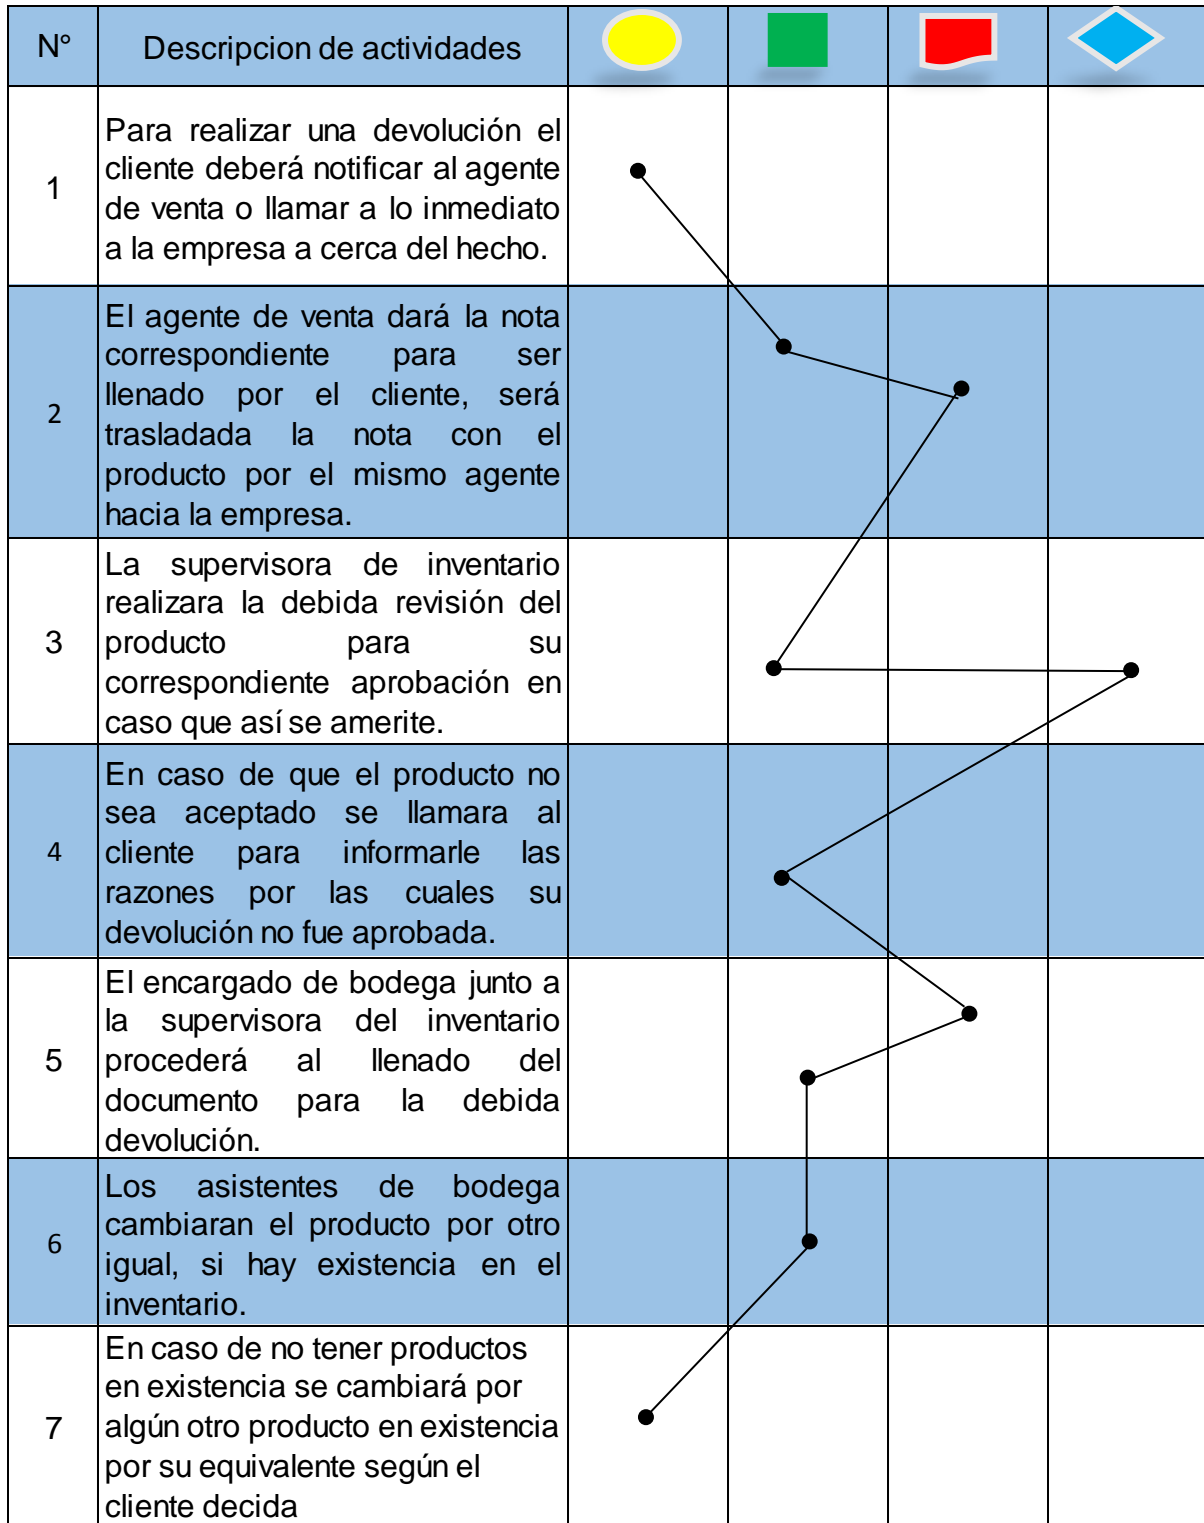 N° Descripcion de actividades
1
Para realizar una devolución el
cliente deberá notificar al agente
de venta o llamar a lo inmediato
a la empresa a cerca del hecho.
2
El agente de venta dará la nota
correspondiente para ser
llenado por el cliente, será
trasladada la nota con el
producto por el mismo agente
hacia la empresa.
3
La supervisora de inventario
realizara la debida revisión del
producto para su
correspondiente aprobación en
caso que así se amerite.
4
En caso de que el producto no
sea aceptado se llamara al
cliente para informarle las
razones por las cuales su
devolución no fue aprobada.
5
El encargado de bodega junto a
la supervisora del inventario
procederá al llenado del
documento para la debida
devolución.
6
Los asistentes de bodega
cambiaran el producto por otro
igual, si hay existencia en el
inventario.
7
En caso de no tener productos
en existencia se cambiará por
algún otro producto en existencia
por su equivalente según el
cliente decida